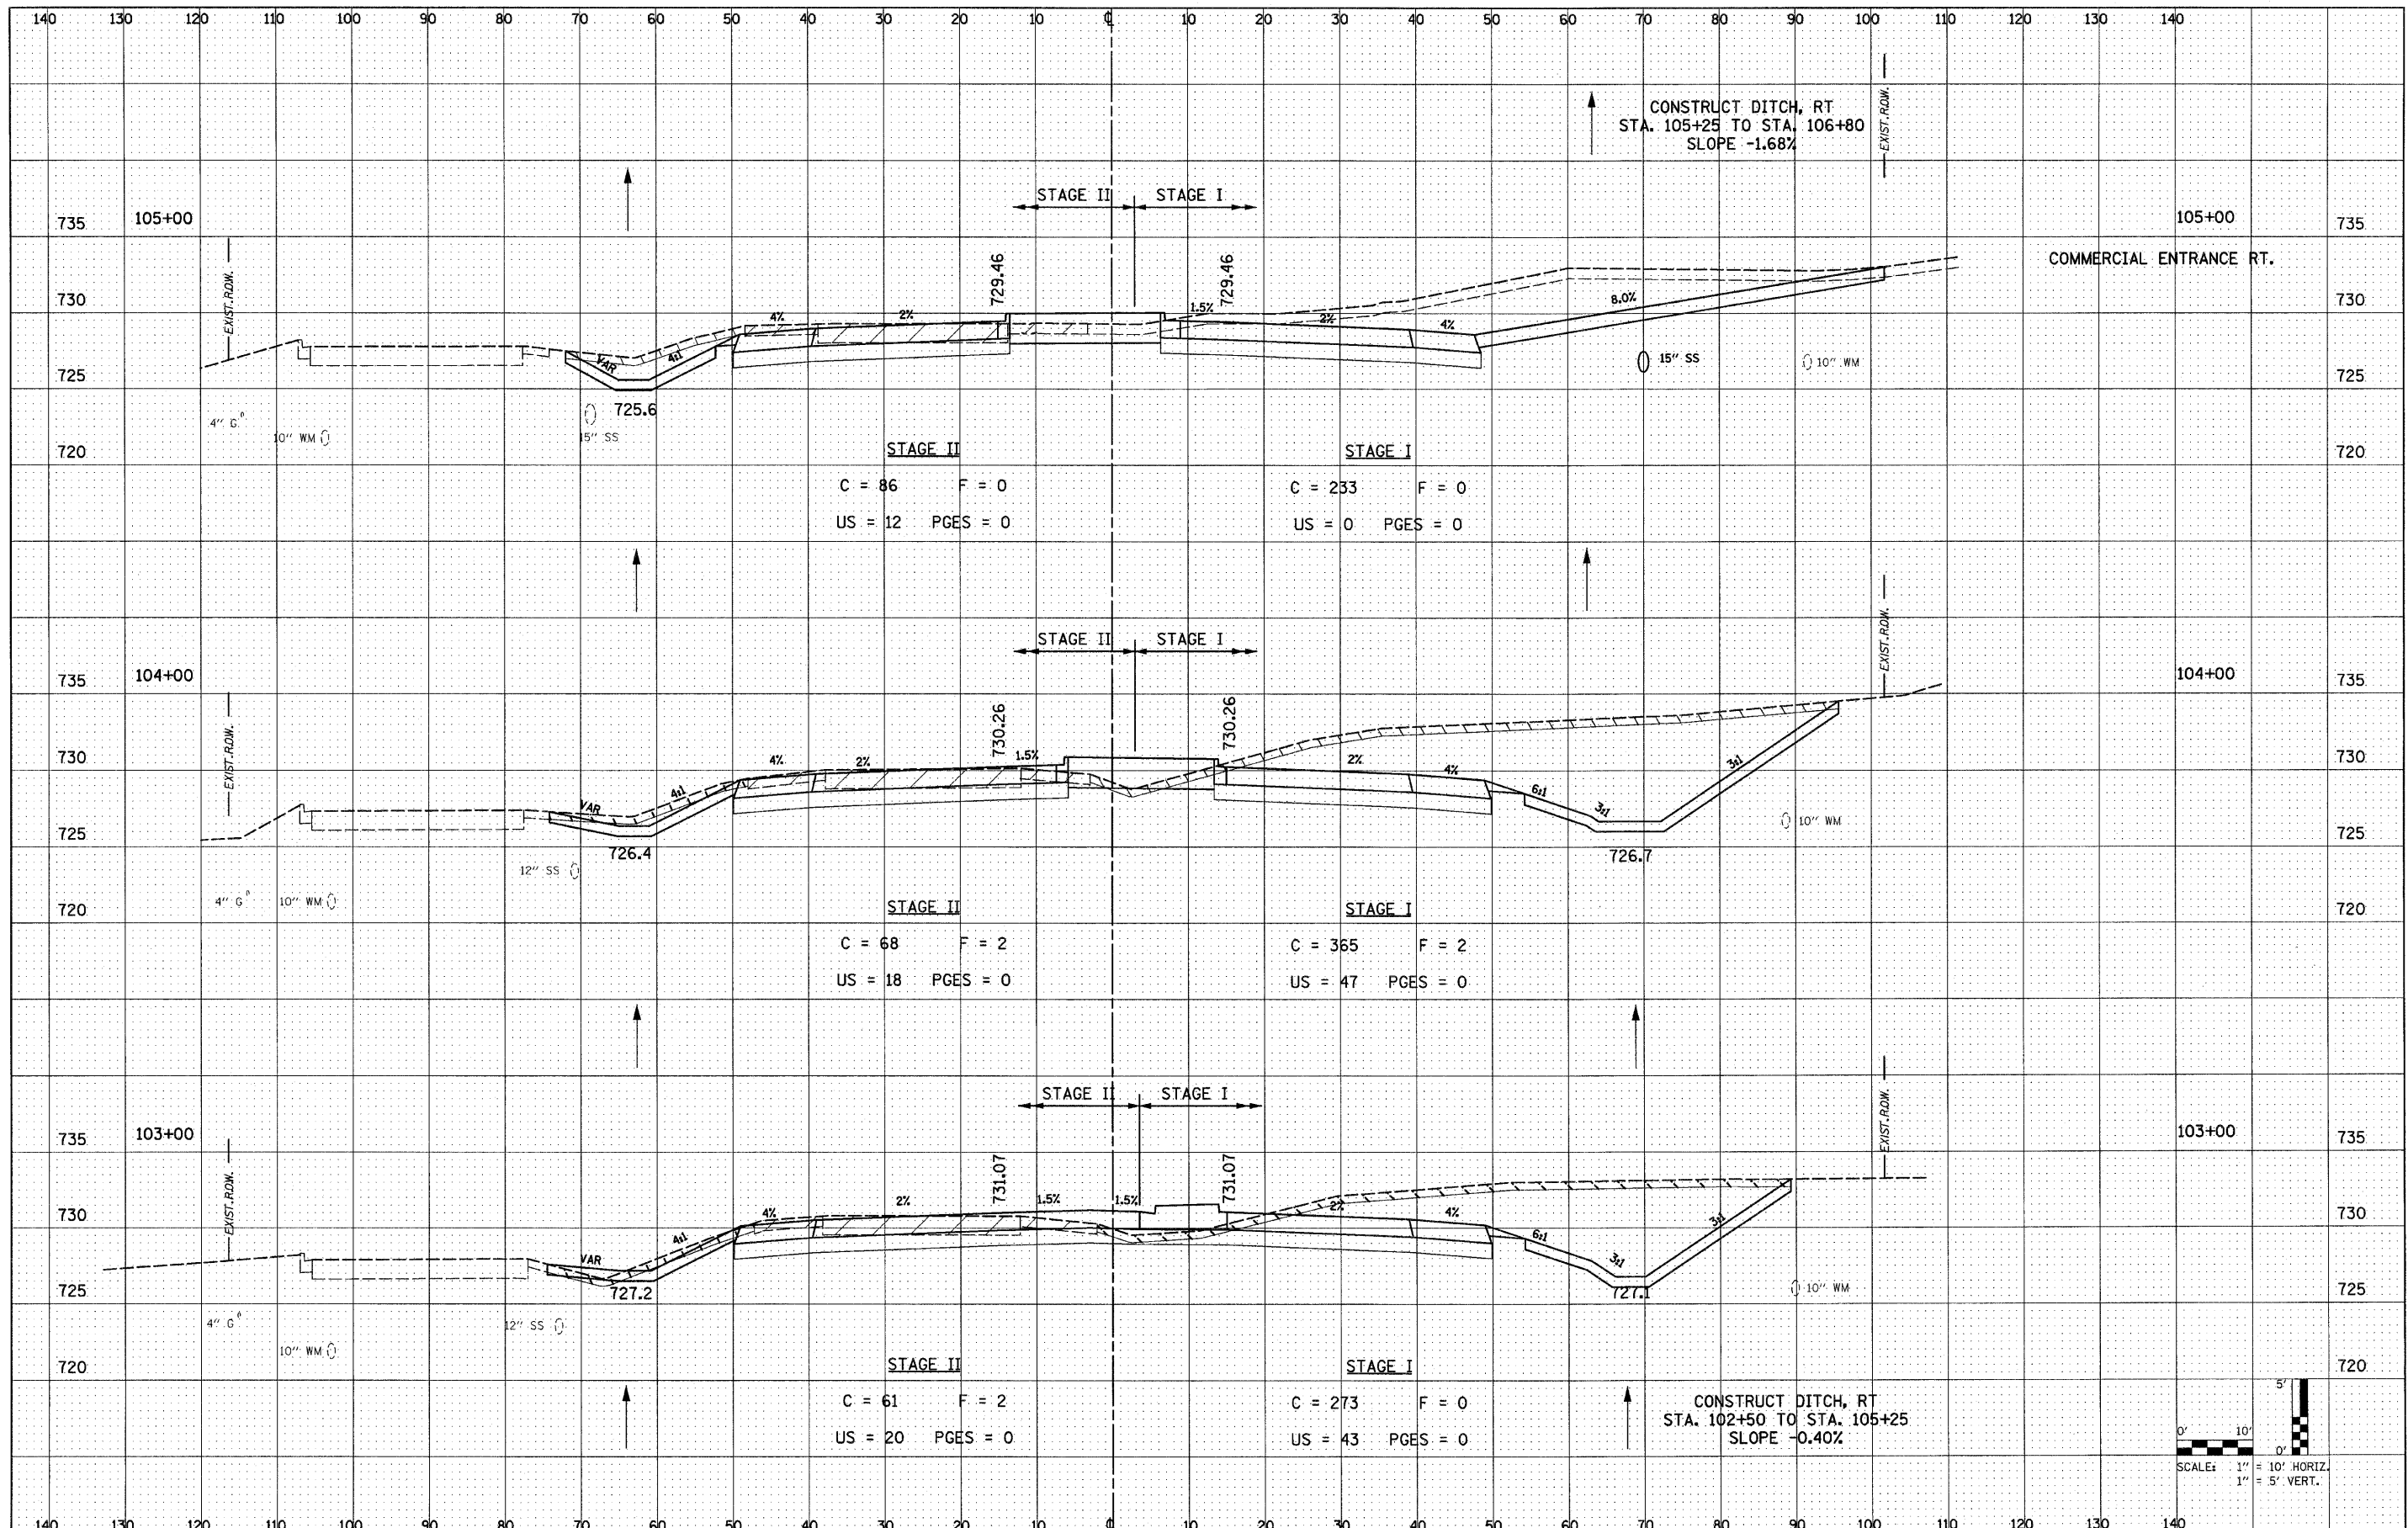 140 130 120 110 100 90 80 70 60 50 40 30 20 10 ℄ 10 20 30 40 50 60 70 80 90 100 110 120 130 140
CONSTRUCT DITCH, RT
STA. 105+25 TO STA. 106+80
SLOPE -1.68%
EXIST. R.O.W.
STAGE II STAGE I
735 105+00 105+00 735
COMMERCIAL ENTRANCE RT.
EXIST. R.O.W.
729.46 729.46
730 4% 2% 1.5% 2% 4% 8.0% 730
VAR 4:1
15" SS 10" WM
725 725
725.6
4" G 10" WM 15" SS
720 STAGE II STAGE I 720
C = 86 F = 0 C = 233 F = 0
US = 12 PGES = 0 US = 0 PGES = 0
EXIST. R.O.W.
STAGE II STAGE I
735 104+00 104+00 735
EXIST. R.O.W.
730.26 730.26
730 4% 2% 1.5% 2% 4% 3:1 730
VAR 4:1 6:1 3:1
10" WM
725 726.4 726.7 725
12" SS
4" G 10" WM
720 STAGE II STAGE I 720
C = 68 F = 2 C = 365 F = 2
US = 18 PGES = 0 US = 47 PGES = 0
EXIST. R.O.W.
STAGE II STAGE I
735 103+00 103+00 735
EXIST. R.O.W.
731.07 731.07
730 4% 2% 1.5% 1.5% 2% 4% 3:1 730
VAR 4:1 6:1 3:1
725 727.2 727.1 10" WM 725
4" G 12" SS
10" WM
720 STAGE II STAGE I 720
C = 61 F = 2 C = 273 F = 0
US = 20 PGES = 0 US = 43 PGES = 0
CONSTRUCT DITCH, RT
STA. 102+50 TO STA. 105+25
SLOPE -0.40%
5'
0' 10' 0'
SCALE: 1" = 10' HORIZ.
1" = 5' VERT.
140 130 120 110 100 90 80 70 60 50 40 30 20 10 ℄ 10 20 30 40 50 60 70 80 90 100 110 120 130 140